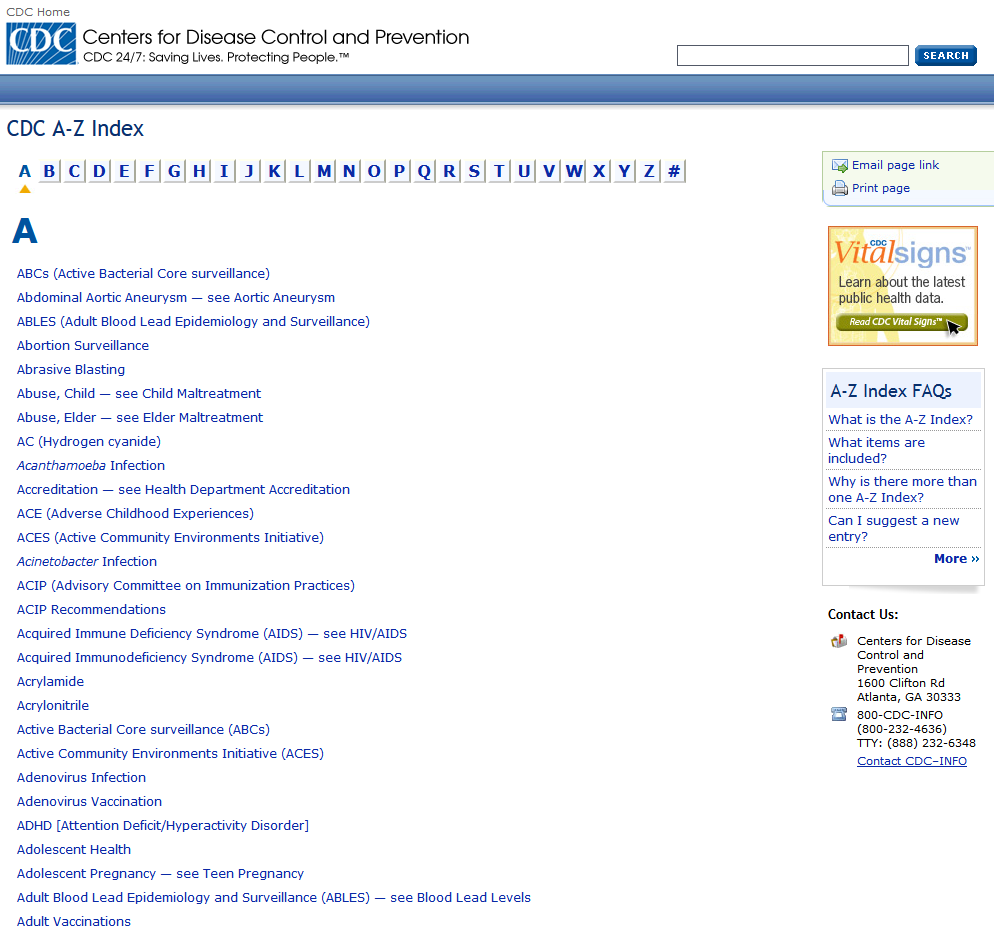 CDC Home
CDC
Centers for Disease Control and Prevention
CDC 24/7: Saving Lives. Protecting People.™
SEARCH
CDC A-Z Index
A B C D E F G H I J K L M N O P Q R S T U V W X Y Z #
A
ABCs (Active Bacterial Core surveillance)
Abdominal Aortic Aneurysm — see Aortic Aneurysm
ABLES (Adult Blood Lead Epidemiology and Surveillance)
Abortion Surveillance
Abrasive Blasting
Abuse, Child — see Child Maltreatment
Abuse, Elder — see Elder Maltreatment
AC (Hydrogen cyanide)
Acanthamoeba Infection
Accreditation — see Health Department Accreditation
ACE (Adverse Childhood Experiences)
ACES (Active Community Environments Initiative)
Acinetobacter Infection
ACIP (Advisory Committee on Immunization Practices)
ACIP Recommendations
Acquired Immune Deficiency Syndrome (AIDS) — see HIV/AIDS
Acquired Immunodeficiency Syndrome (AIDS) — see HIV/AIDS
Acrylamide
Acrylonitrile
Active Bacterial Core surveillance (ABCs)
Active Community Environments Initiative (ACES)
Adenovirus Infection
Adenovirus Vaccination
ADHD [Attention Deficit/Hyperactivity Disorder]
Adolescent Health
Adolescent Pregnancy — see Teen Pregnancy
Adult Blood Lead Epidemiology and Surveillance (ABLES) — see Blood Lead Levels
Adult Vaccinations
Email page link
Print page
CDC
Vitalsigns™
Learn about the latest
public health data.
Read CDC Vital Signs™
A-Z Index FAQs
What is the A-Z Index?
What items are
included?
Why is there more than
one A-Z Index?
Can I suggest a new
entry?
More »
Contact Us:
Centers for Disease
Control and
Prevention
1600 Clifton Rd
Atlanta, GA 30333
800-CDC-INFO
(800-232-4636)
TTY: (888) 232-6348
Contact CDC–INFO